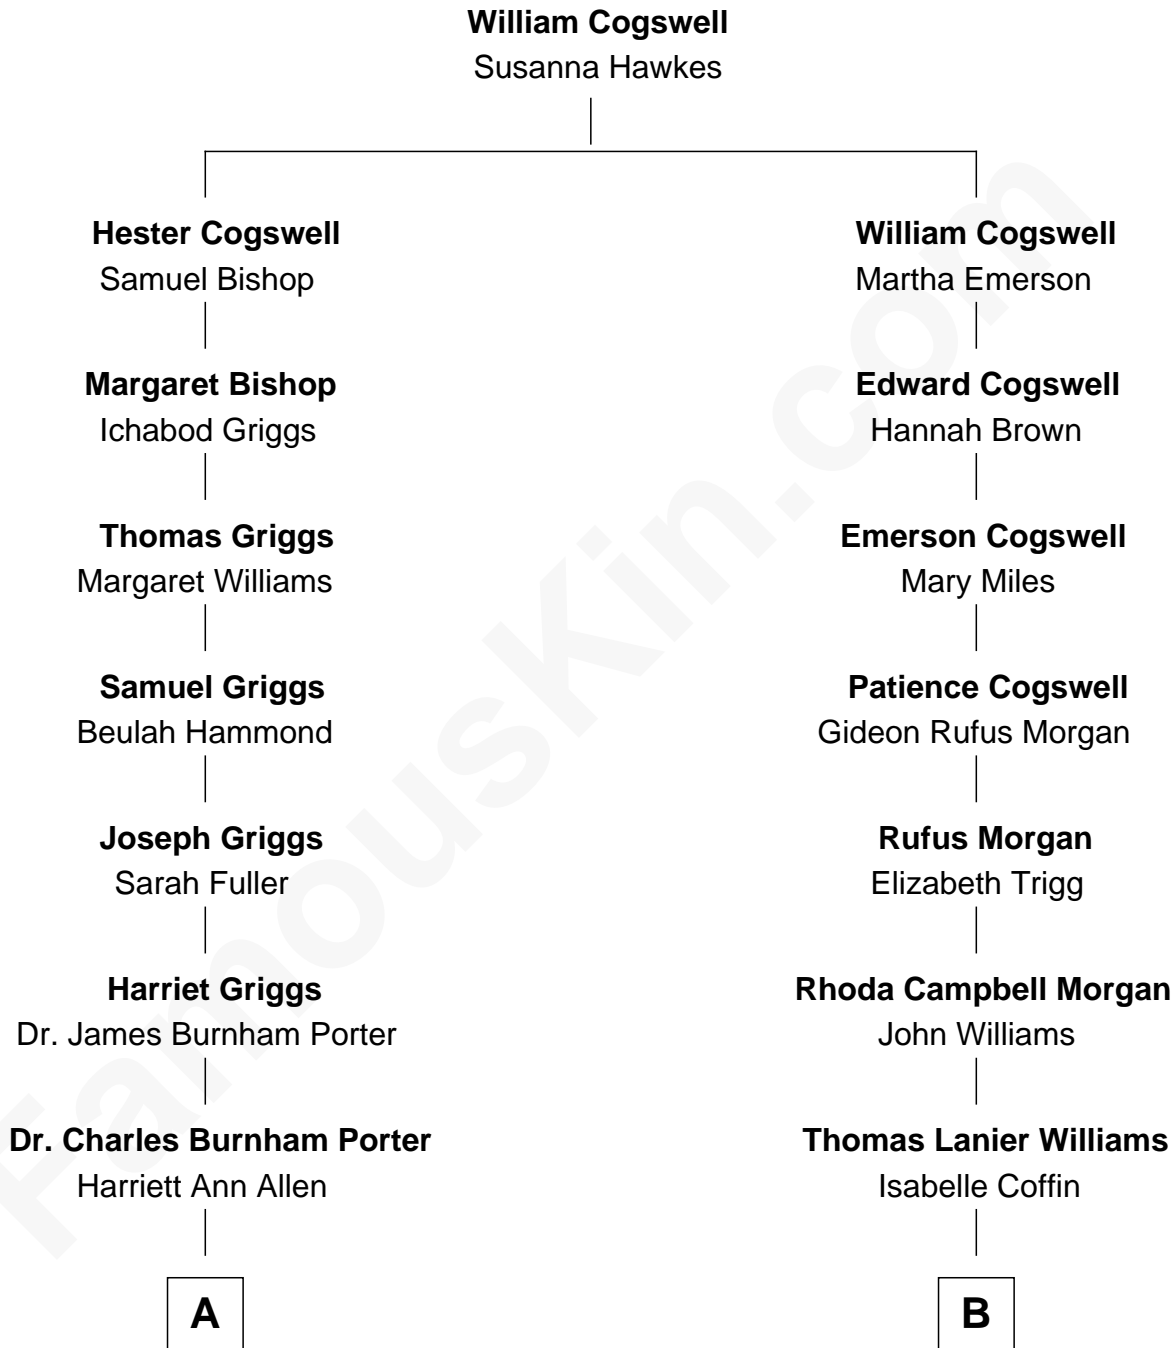 William Cogswell
Susanna Hawkes
Hester Cogswell
Samuel Bishop
William Cogswell
Martha Emerson
Margaret Bishop
Ichabod Griggs
Edward Cogswell
Hannah Brown
Thomas Griggs
Margaret Williams
Emerson Cogswell
Mary Miles
Samuel Griggs
Beulah Hammond
Patience Cogswell
Gideon Rufus Morgan
Joseph Griggs
Sarah Fuller
Rufus Morgan
Elizabeth Trigg
Harriet Griggs
Dr. James Burnham Porter
Rhoda Campbell Morgan
John Williams
Dr. Charles Burnham Porter
Harriett Ann Allen
Thomas Lanier Williams
Isabelle Coffin
A
B
FamousKin.com